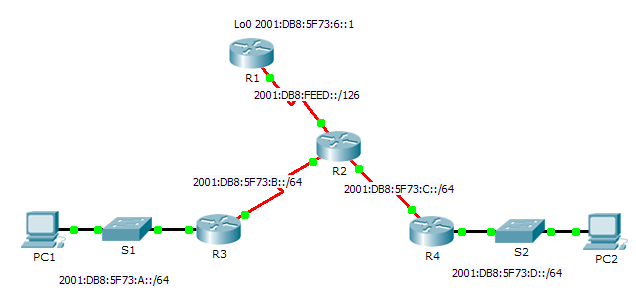 Lo0 2001:DB8:5F73:6::1
R1
2001:DB8:FEED::/126
R2
2001:DB8:5F73:B::/64
2001:DB8:5F73:C::/64
PC1
S1
R3
R4
S2
PC2
2001:DB8:5F73:A::/64
2001:DB8:5F73:D::/64